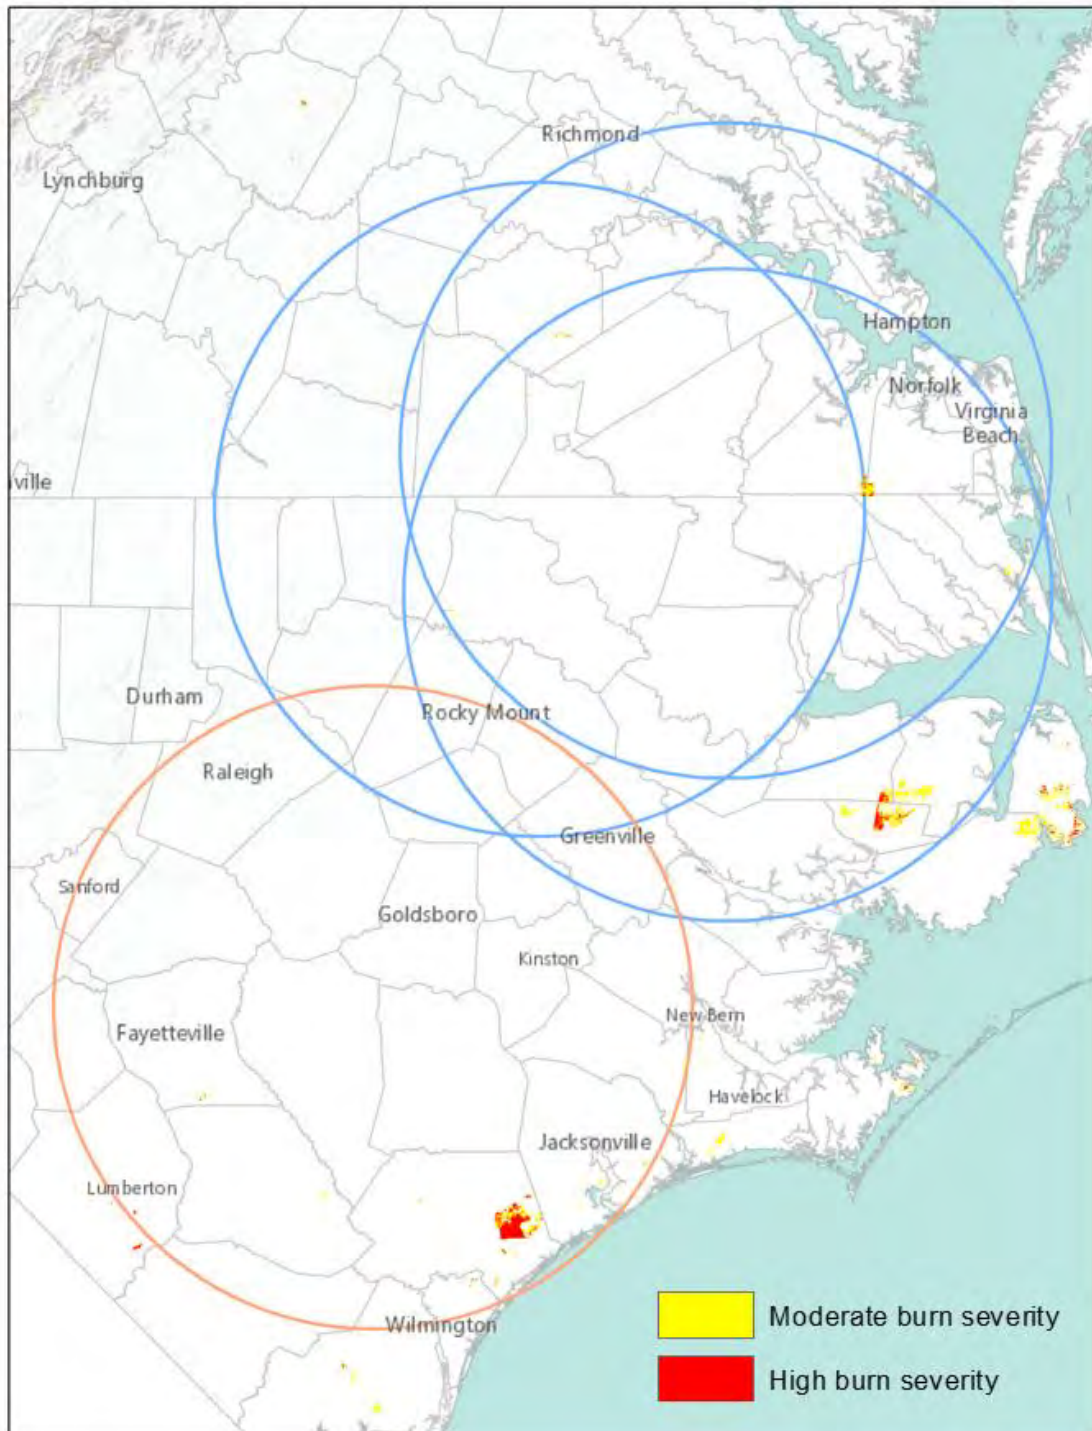 Richmond
Lynchburg
Hampton
Norfolk
Virginia
Beach
ville
Durham
Rocky Mount
Raleigh
Greenville
Sanford
Goldsboro
Kinston
New Bern
Fayetteville
Havelock
Jacksonville
Lumberton
Wilmington
Moderate burn severity
High burn severity